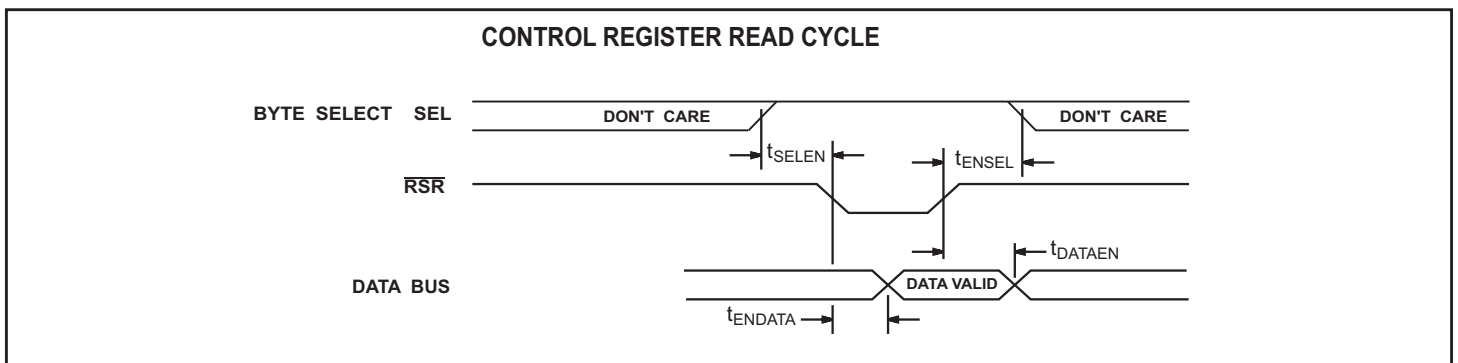 CONTROL REGISTER READ CYCLE
BYTE SELECT SEL
DON'T CARE
DON'T CARE
tSELEN
tENSEL
RSR
tDATAEN
DATA BUS
DATA VALID
tENDATA